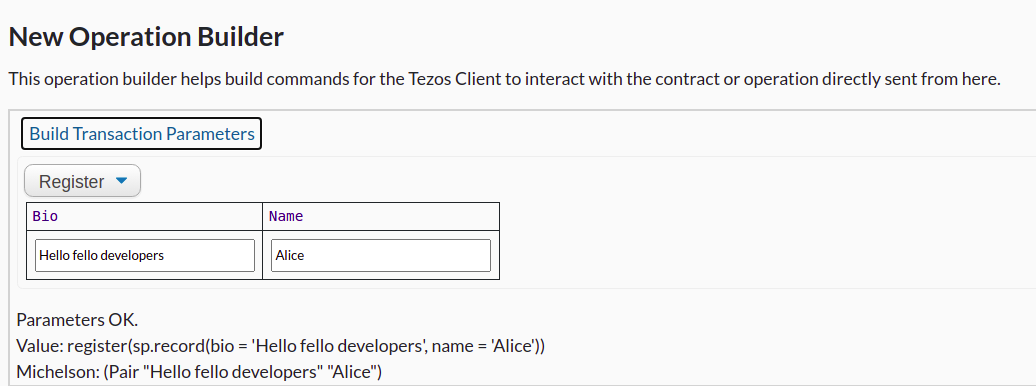 New Operation Builder
This operation builder helps build commands for the Tezos Client to interact with the contract or operation directly sent from here.
Build Transaction Parameters
Register
Bio Name
Hello fello developers Alice
Parameters OK.
Value: register(sp.record(bio = 'Hello fello developers', name = 'Alice'))
Michelson: (Pair "Hello fello developers" "Alice")